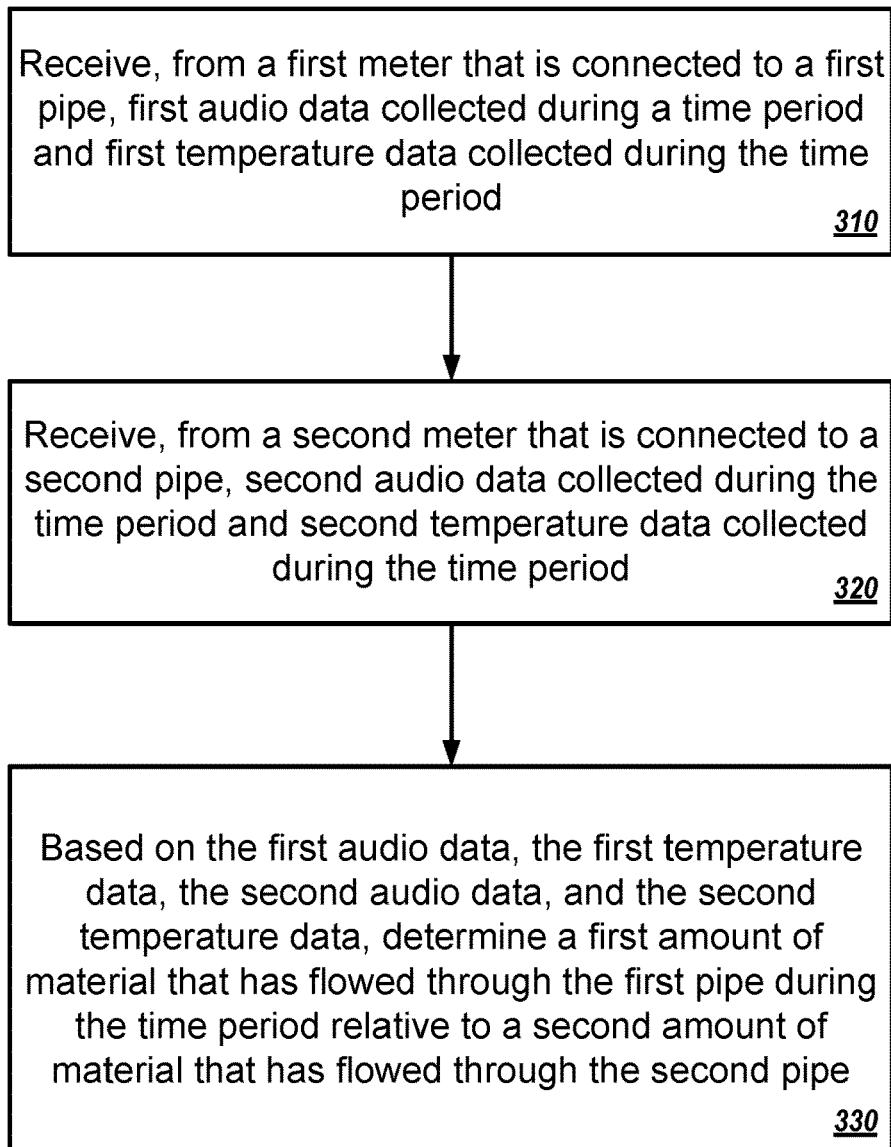 Receive, from a first meter that is connected to a first
pipe, first audio data collected during a time period
and first temperature data collected during the time
period
310
Receive, from a second meter that is connected to a
second pipe, second audio data collected during the
time period and second temperature data collected
during the time period
320
Based on the first audio data, the first temperature
data, the second audio data, and the second
temperature data, determine a first amount of
material that has flowed through the first pipe during
the time period relative to a second amount of
material that has flowed through the second pipe
330